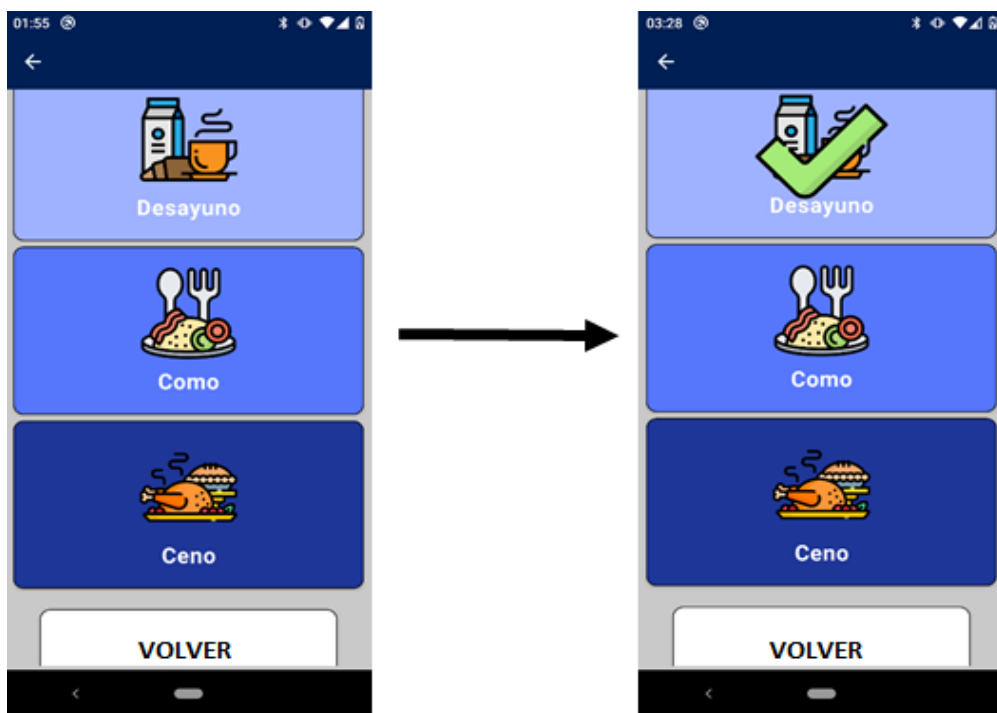 01:55
Desayuno
Como
Ceno
VOLVER
03:28
Desayuno
Como
Ceno
VOLVER